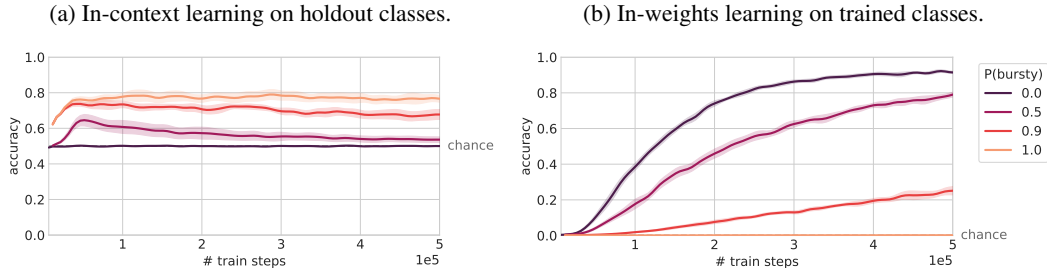 (a) In-context learning on holdout classes.
1.0
0.8
0.6
0.4
0.2
0.0
accuracy
chance
1 2 3 4 5
# train steps
1e5
(b) In-weights learning on trained classes.
1.0
0.8
0.6
0.4
0.2
0.0
accuracy
chance
1 2 3 4 5
# train steps
1e5
P(bursty)
0.0
0.5
0.9
1.0